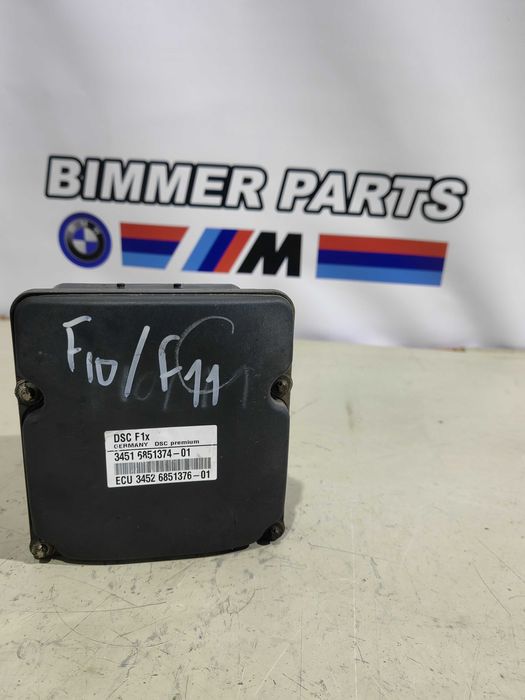 BIMMER PARTS
M
F10/F11
DSC F1x
GERMANY DSC premium
3451 6851374-01
ECU 3452 6851376-01